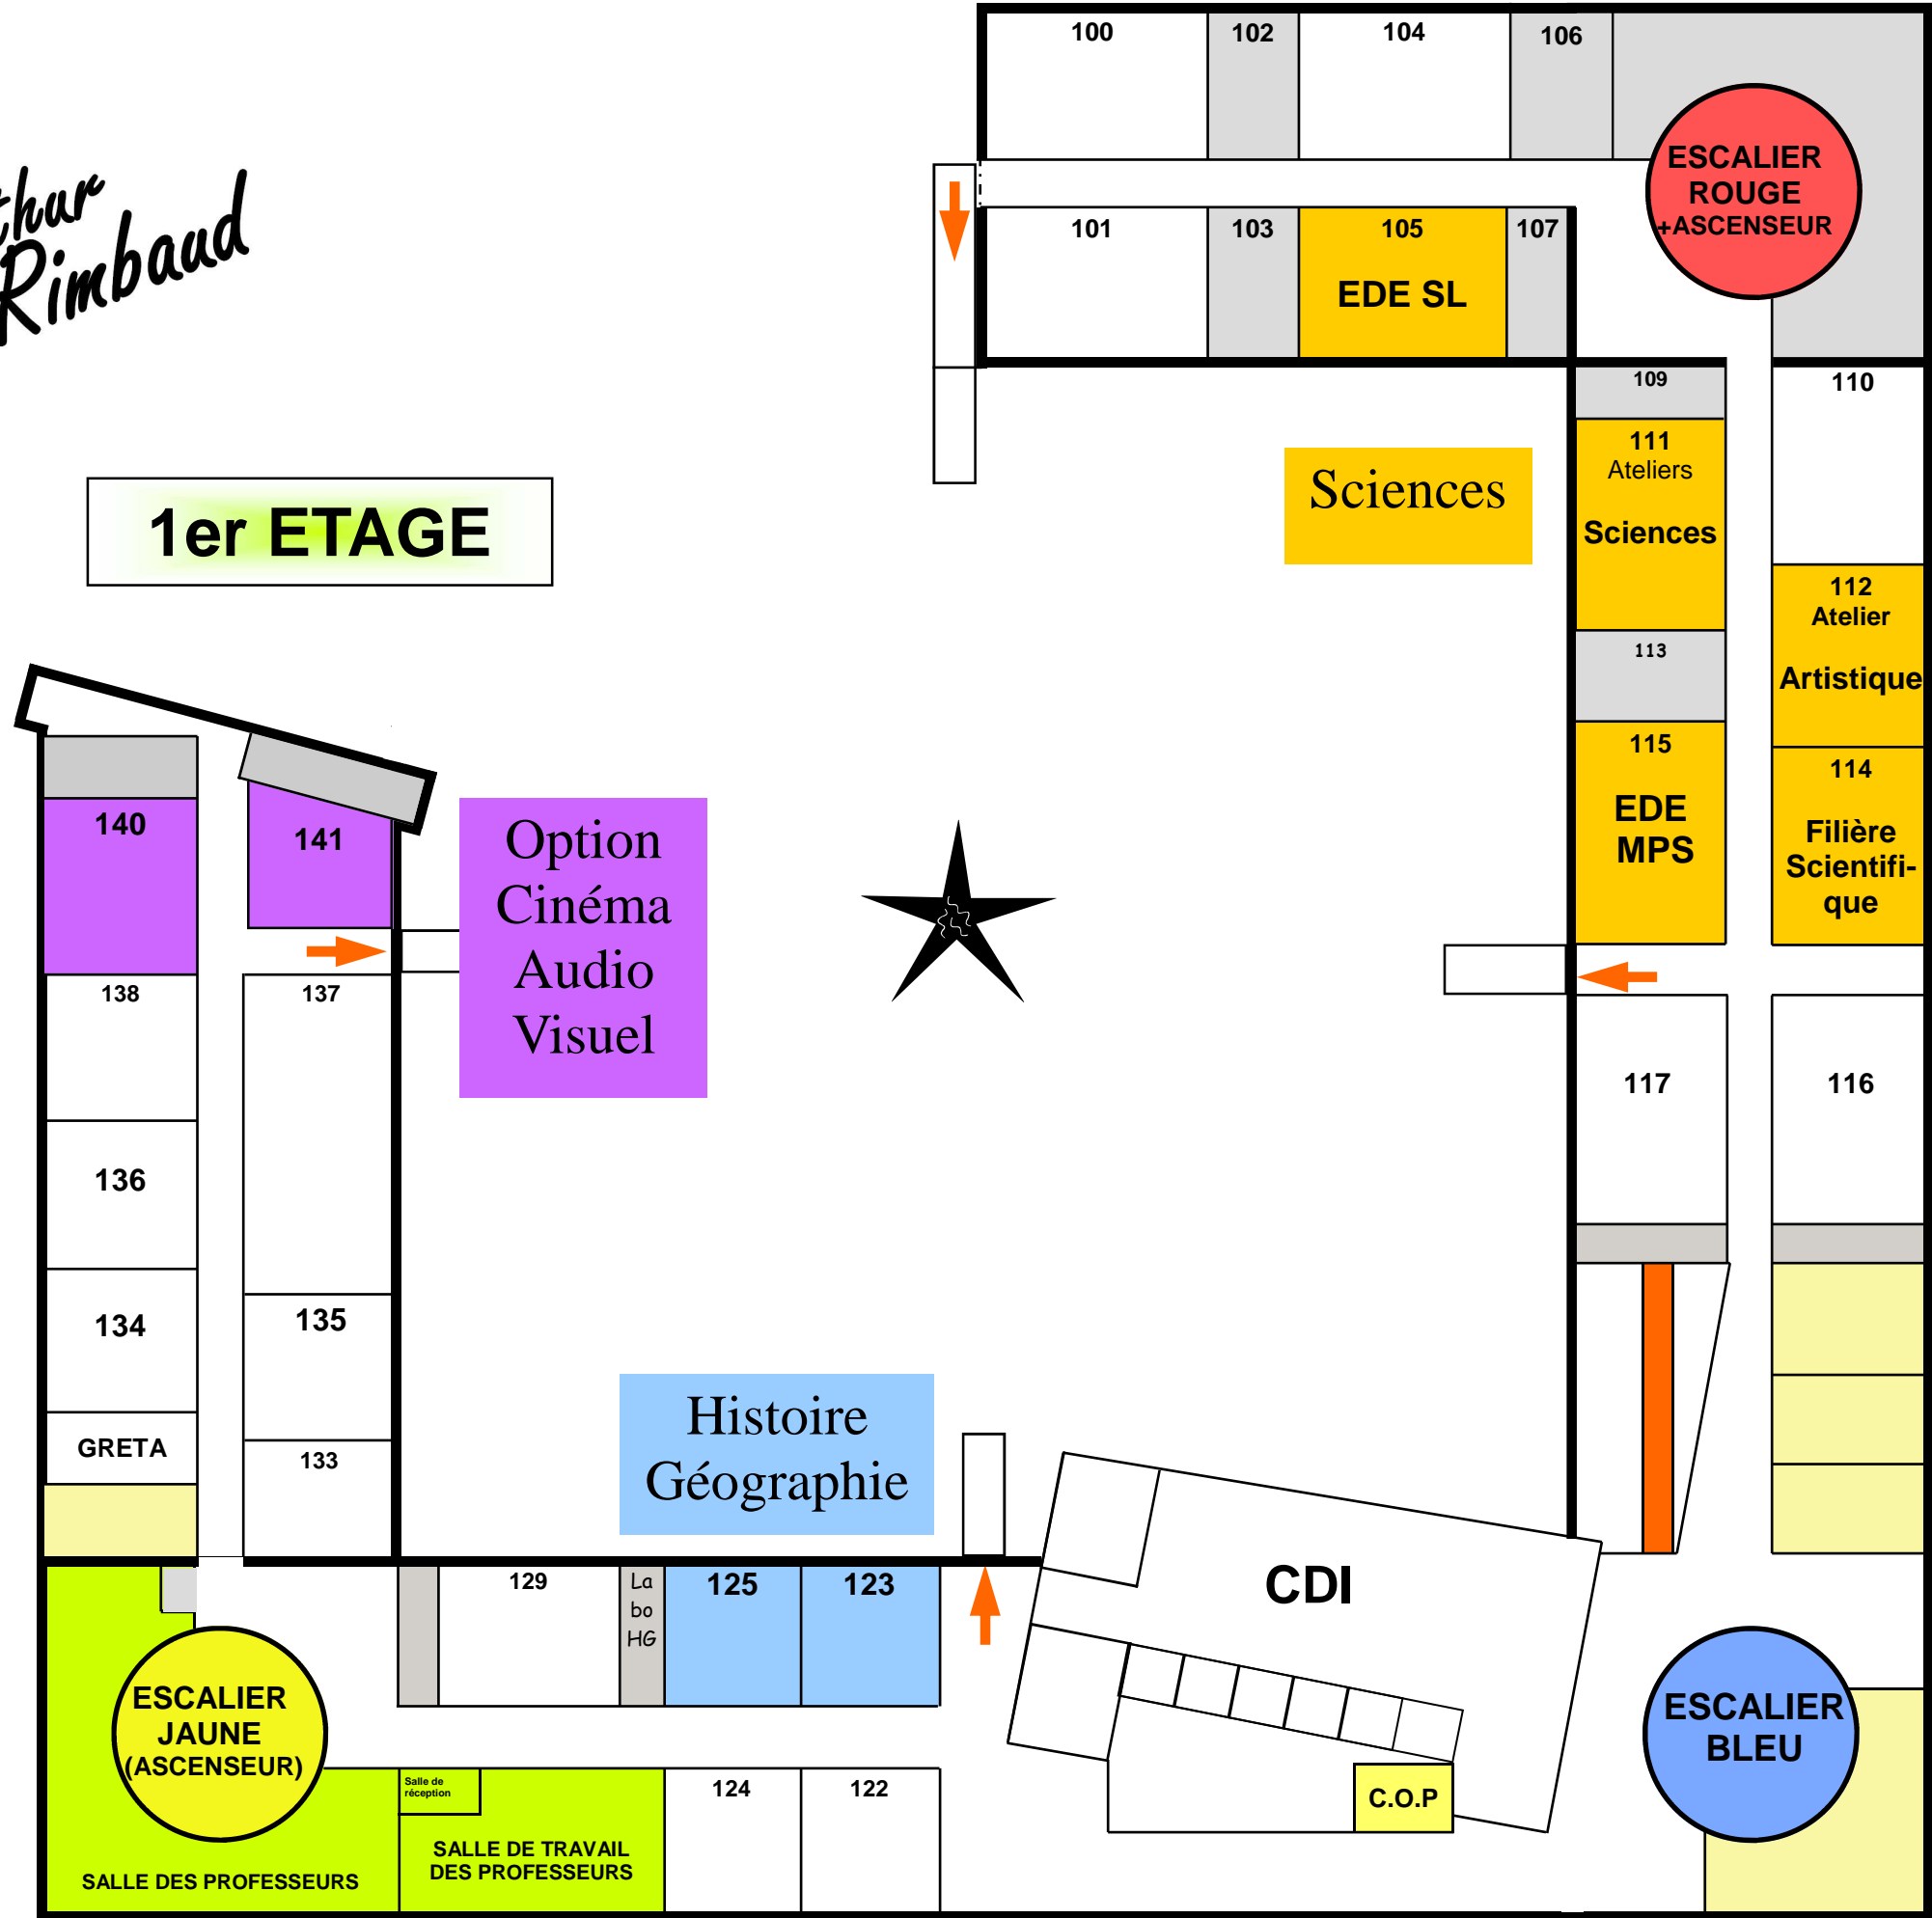 Rimbaud
1er ETAGE
100
102
104
106
ESCALIER
ROUGE
+ASCENSEUR
101
103
105
EDE SL
107
109
110
111
Ateliers
Sciences
Sciences
112
Atelier
Artistique
113
115
EDE
MPS
114
Filière
Scientifi-
que
140
141
Option
Cinéma
Audio
Visuel
138
137
117
116
136
134
135
GRETA
133
Histoire
Géographie
129
La
bo
HG
125
123
CDI
ESCALIER
JAUNE
(ASCENSEUR)
ESCALIER
BLEU
Salle de
réception
124
122
C.O.P
SALLE DE TRAVAIL
DES PROFESSEURS
SALLE DES PROFESSEURS